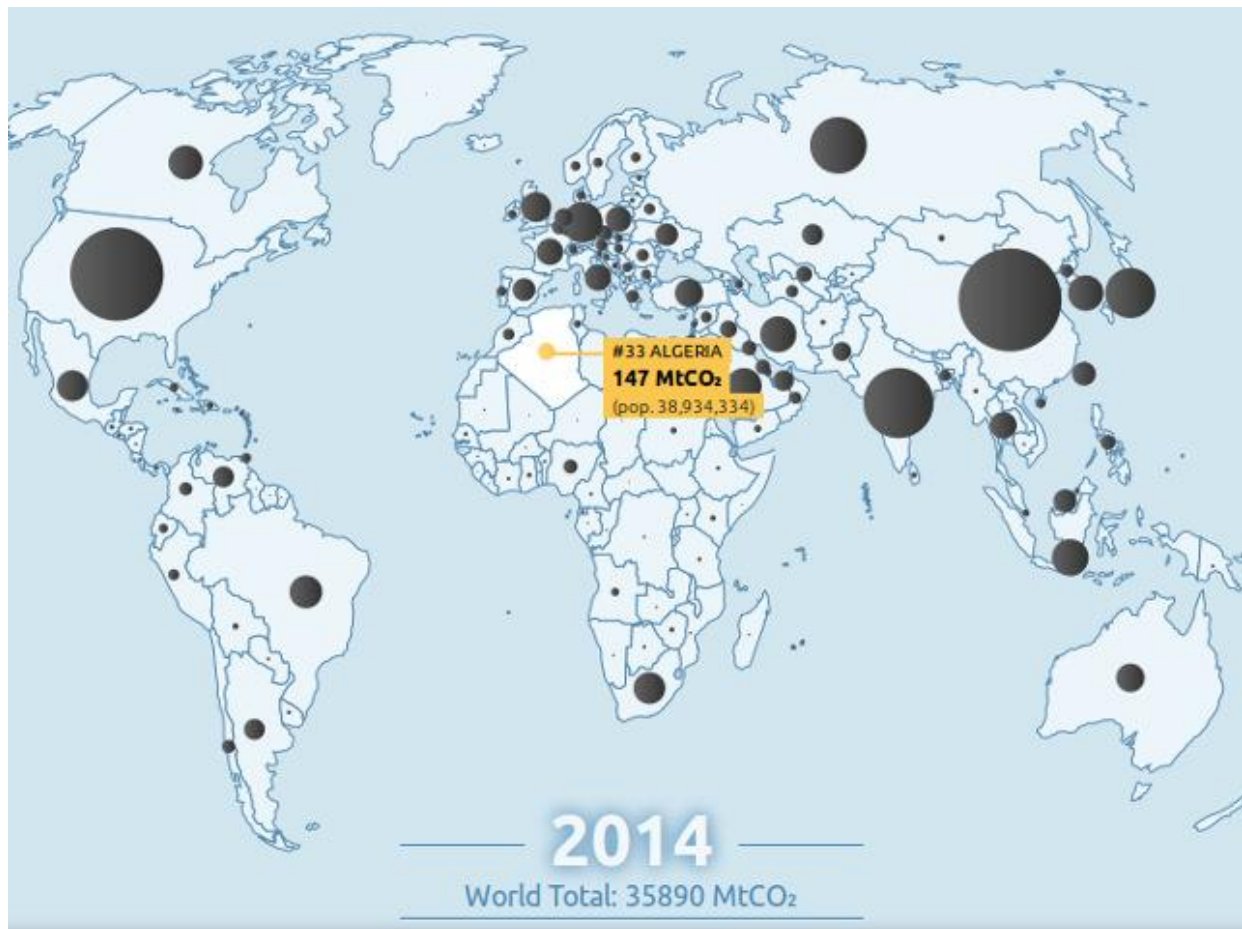 #33 ALGERIA
147 MtCO₂
(pop. 38,934,334)
2014
World Total: 35890 MtCO₂